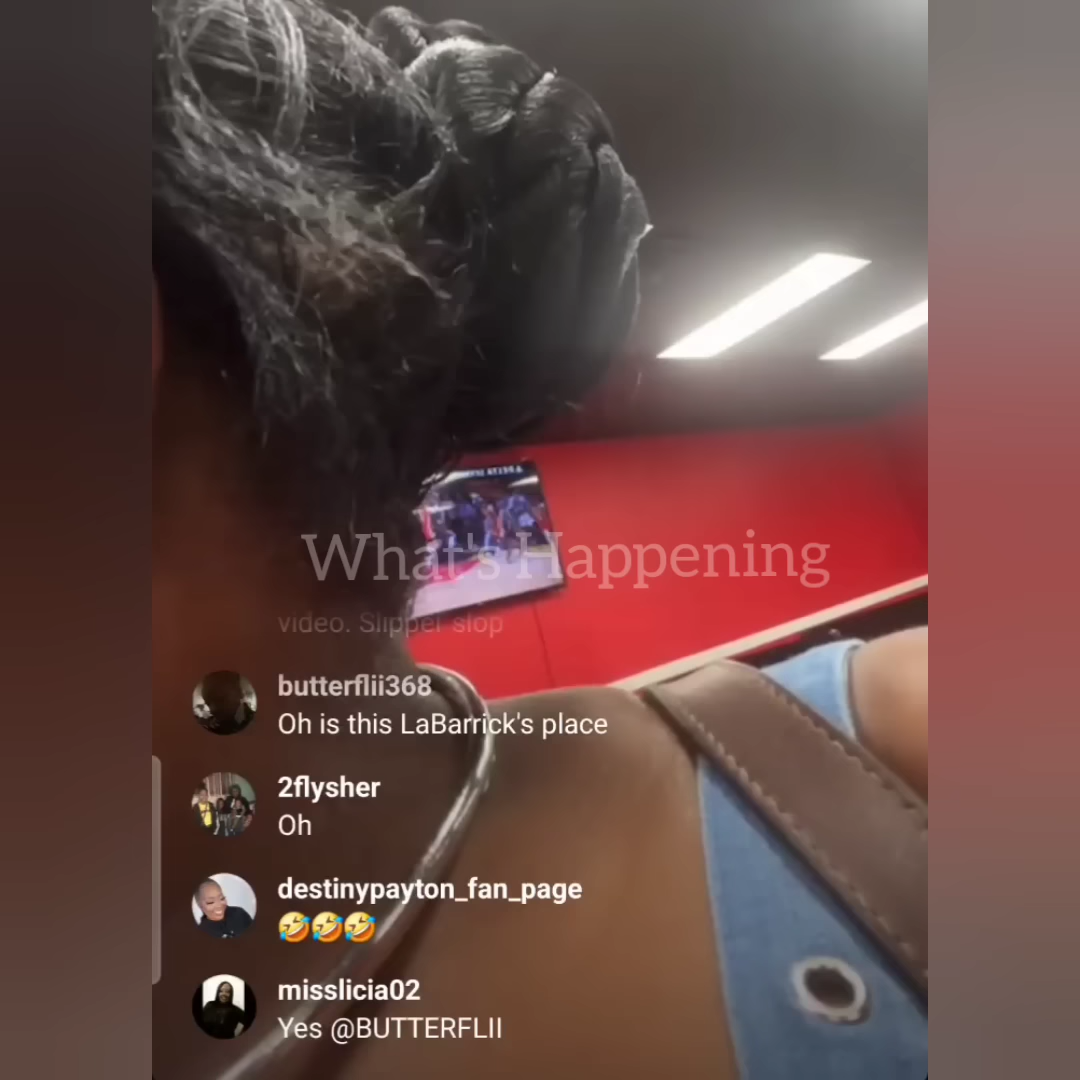 What's Happening
video. Slipper slop
butterflii368
Oh is this LaBarrick's place
2flysher
Oh
destinypayton_fan_page
🤣🤣🤣
misslicia02
Yes @BUTTERFLII